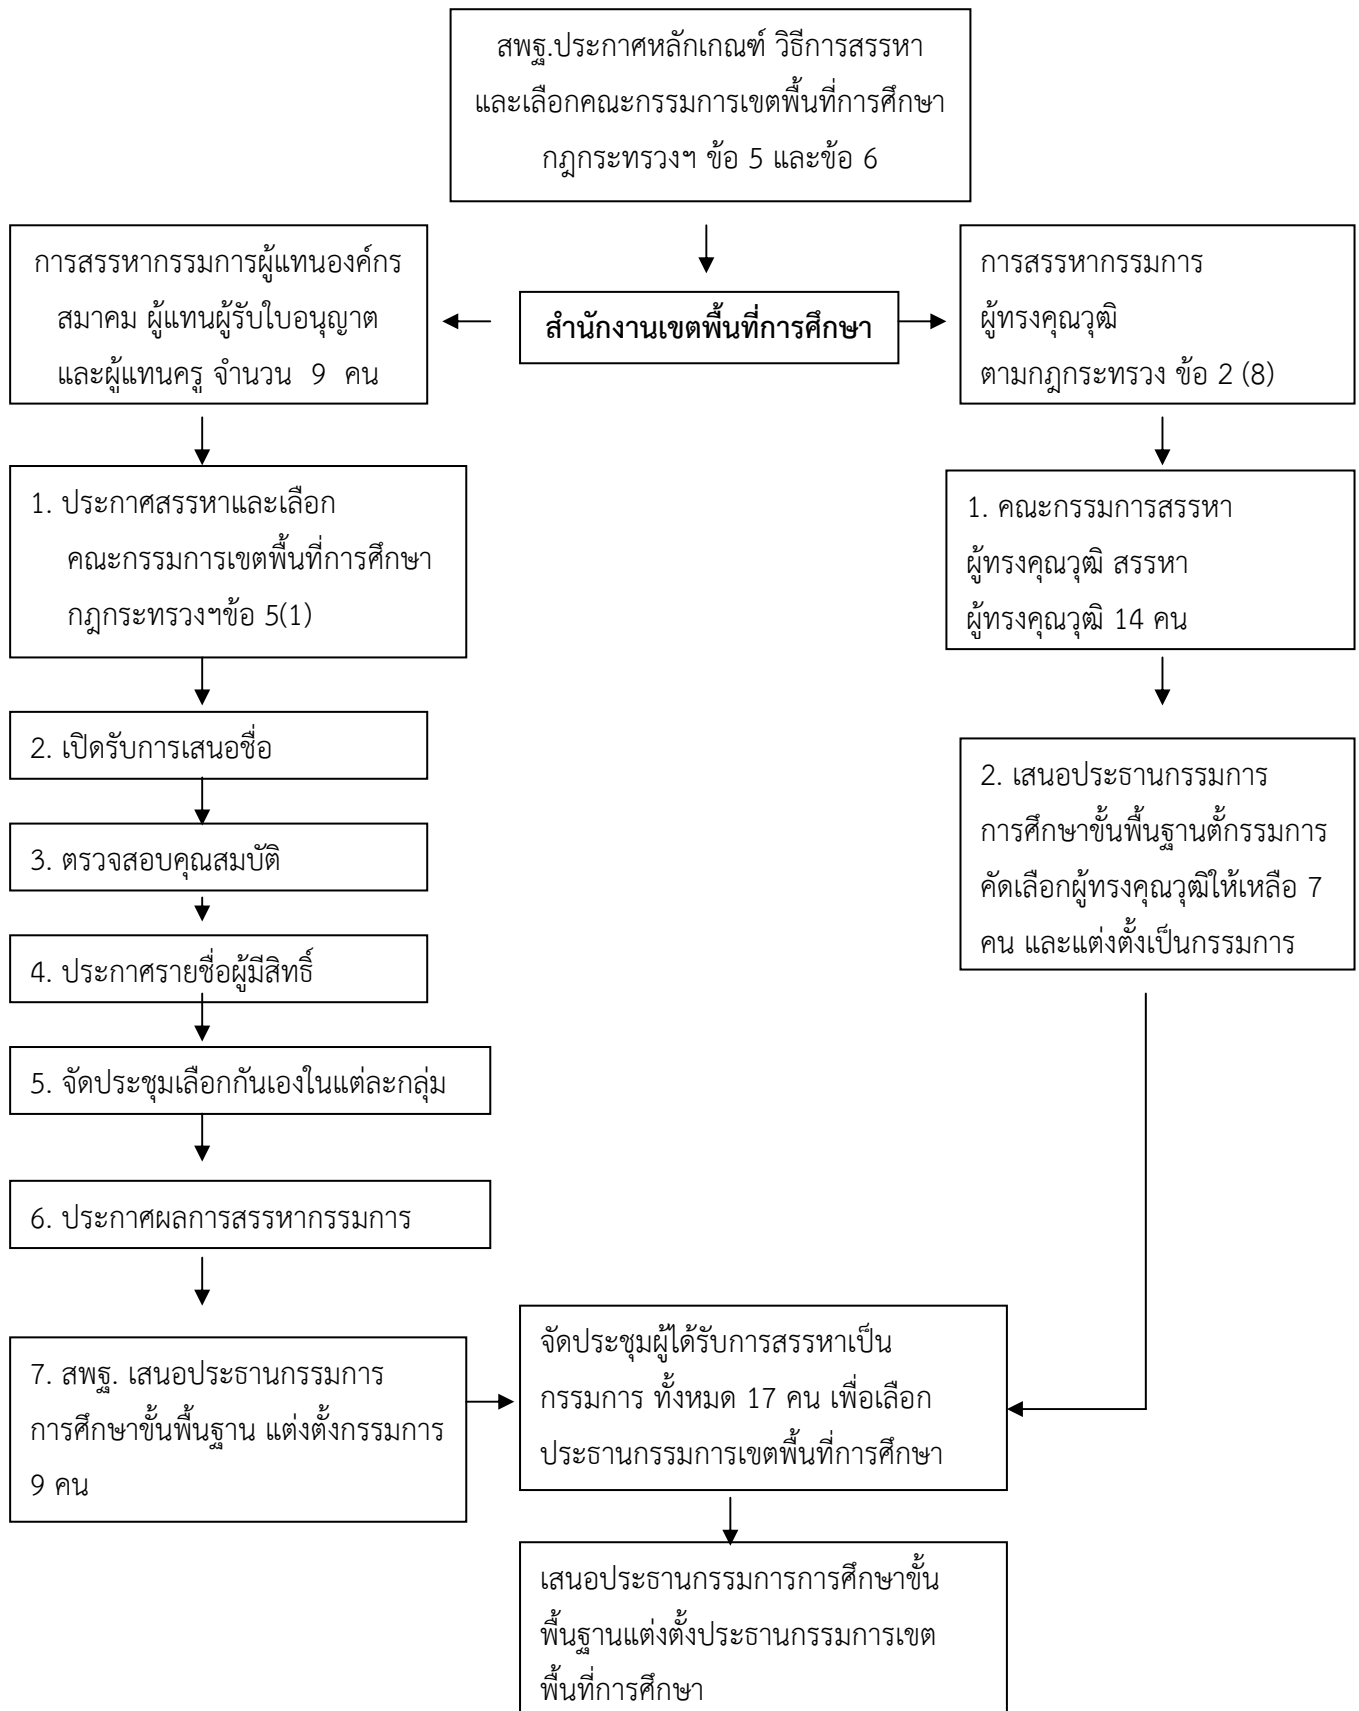 สพฐ.ประกาศหลักเกณฑ์ วิธีการสรรหา
และเลือกคณะกรรมการเขตพื้นที่การศึกษา
กฎกระทรวงฯ ข้อ 5 และข้อ 6
สำนักงานเขตพื้นที่การศึกษา
การสรรหากรรมการผู้แทนองค์กร
สมาคม ผู้แทนผู้รับใบอนุญาต
และผู้แทนครู จำนวน 9 คน
1. ประกาศสรรหาและเลือก
คณะกรรมการเขตพื้นที่การศึกษา
กฎกระทรวงฯข้อ 5(1)
2. เปิดรับการเสนอชื่อ
3. ตรวจสอบคุณสมบัติ
4. ประกาศรายชื่อผู้มีสิทธิ์
5. จัดประชุมเลือกกันเองในแต่ละกลุ่ม
6. ประกาศผลการสรรหากรรมการ
7. สพฐ. เสนอประธานกรรมการ
การศึกษาขั้นพื้นฐาน แต่งตั้งกรรมการ
9 คน
การสรรหากรรมการ
ผู้ทรงคุณวุฒิ
ตามกฎกระทรวง ข้อ 2 (8)
1. คณะกรรมการสรรหา
ผู้ทรงคุณวุฒิ สรรหา
ผู้ทรงคุณวุฒิ 14 คน
2. เสนอประธานกรรมการ
การศึกษาขั้นพื้นฐานตั้กรรมการ
คัดเลือกผู้ทรงคุณวุฒิให้เหลือ 7
คน และแต่งตั้งเป็นกรรมการ
จัดประชุมผู้ได้รับการสรรหาเป็น
กรรมการ ทั้งหมด 17 คน เพื่อเลือก
ประธานกรรมการเขตพื้นที่การศึกษา
เสนอประธานกรรมการการศึกษาขั้น
พื้นฐานแต่งตั้งประธานกรรมการเขต
พื้นที่การศึกษา